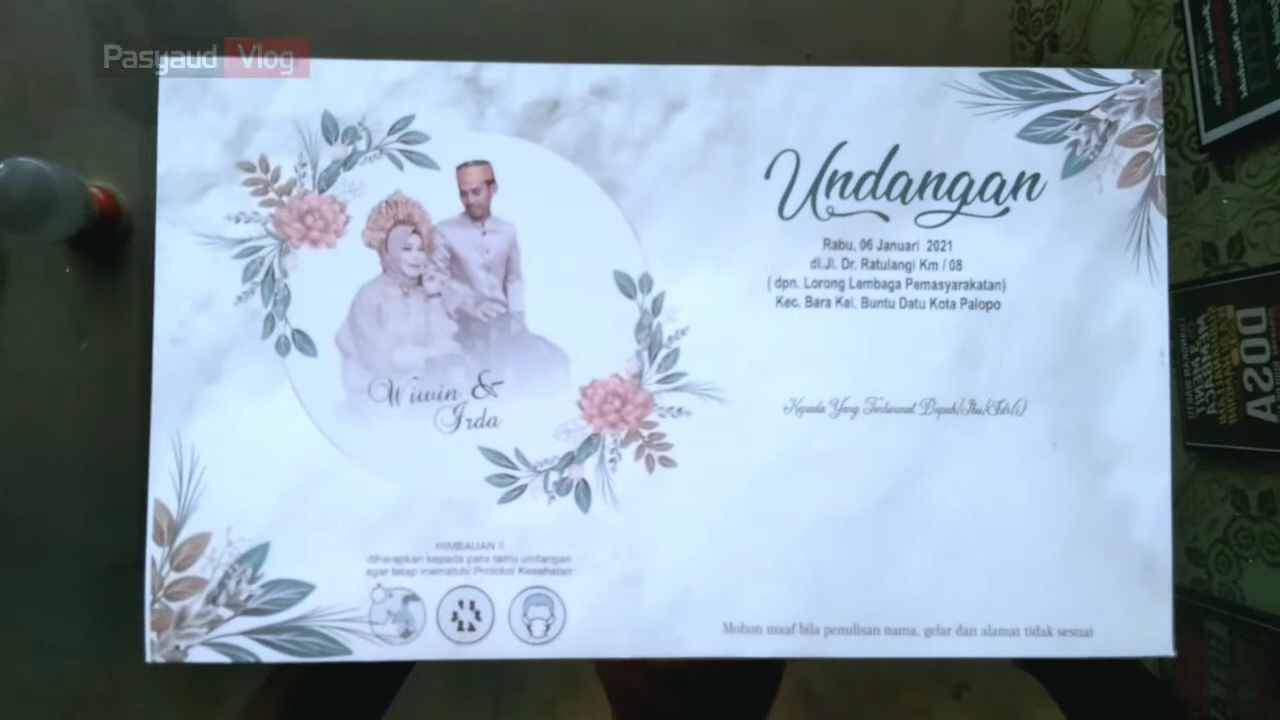 Pasyaud Vlog
Undangan
Rabu, 06 Januari 2021
di.Jl. Dr. Ratulangi Km / 08
( dpn. Lorong Lembaga Pemasyarakatan)
Kec. Bara Kel. Buntu Datu Kota Palopo
Wiwin &
Irda
Kepada Yang Terhormat Bapak/Ibu/Sdr(i)
HIMBAUAN !!
diharapkan kepada para tamu undangan
agar tetap mematuhi Protokol Kesehatan
Mohon maaf bila penulisan nama, gelar dan alamat tidak sesuai
DOSA